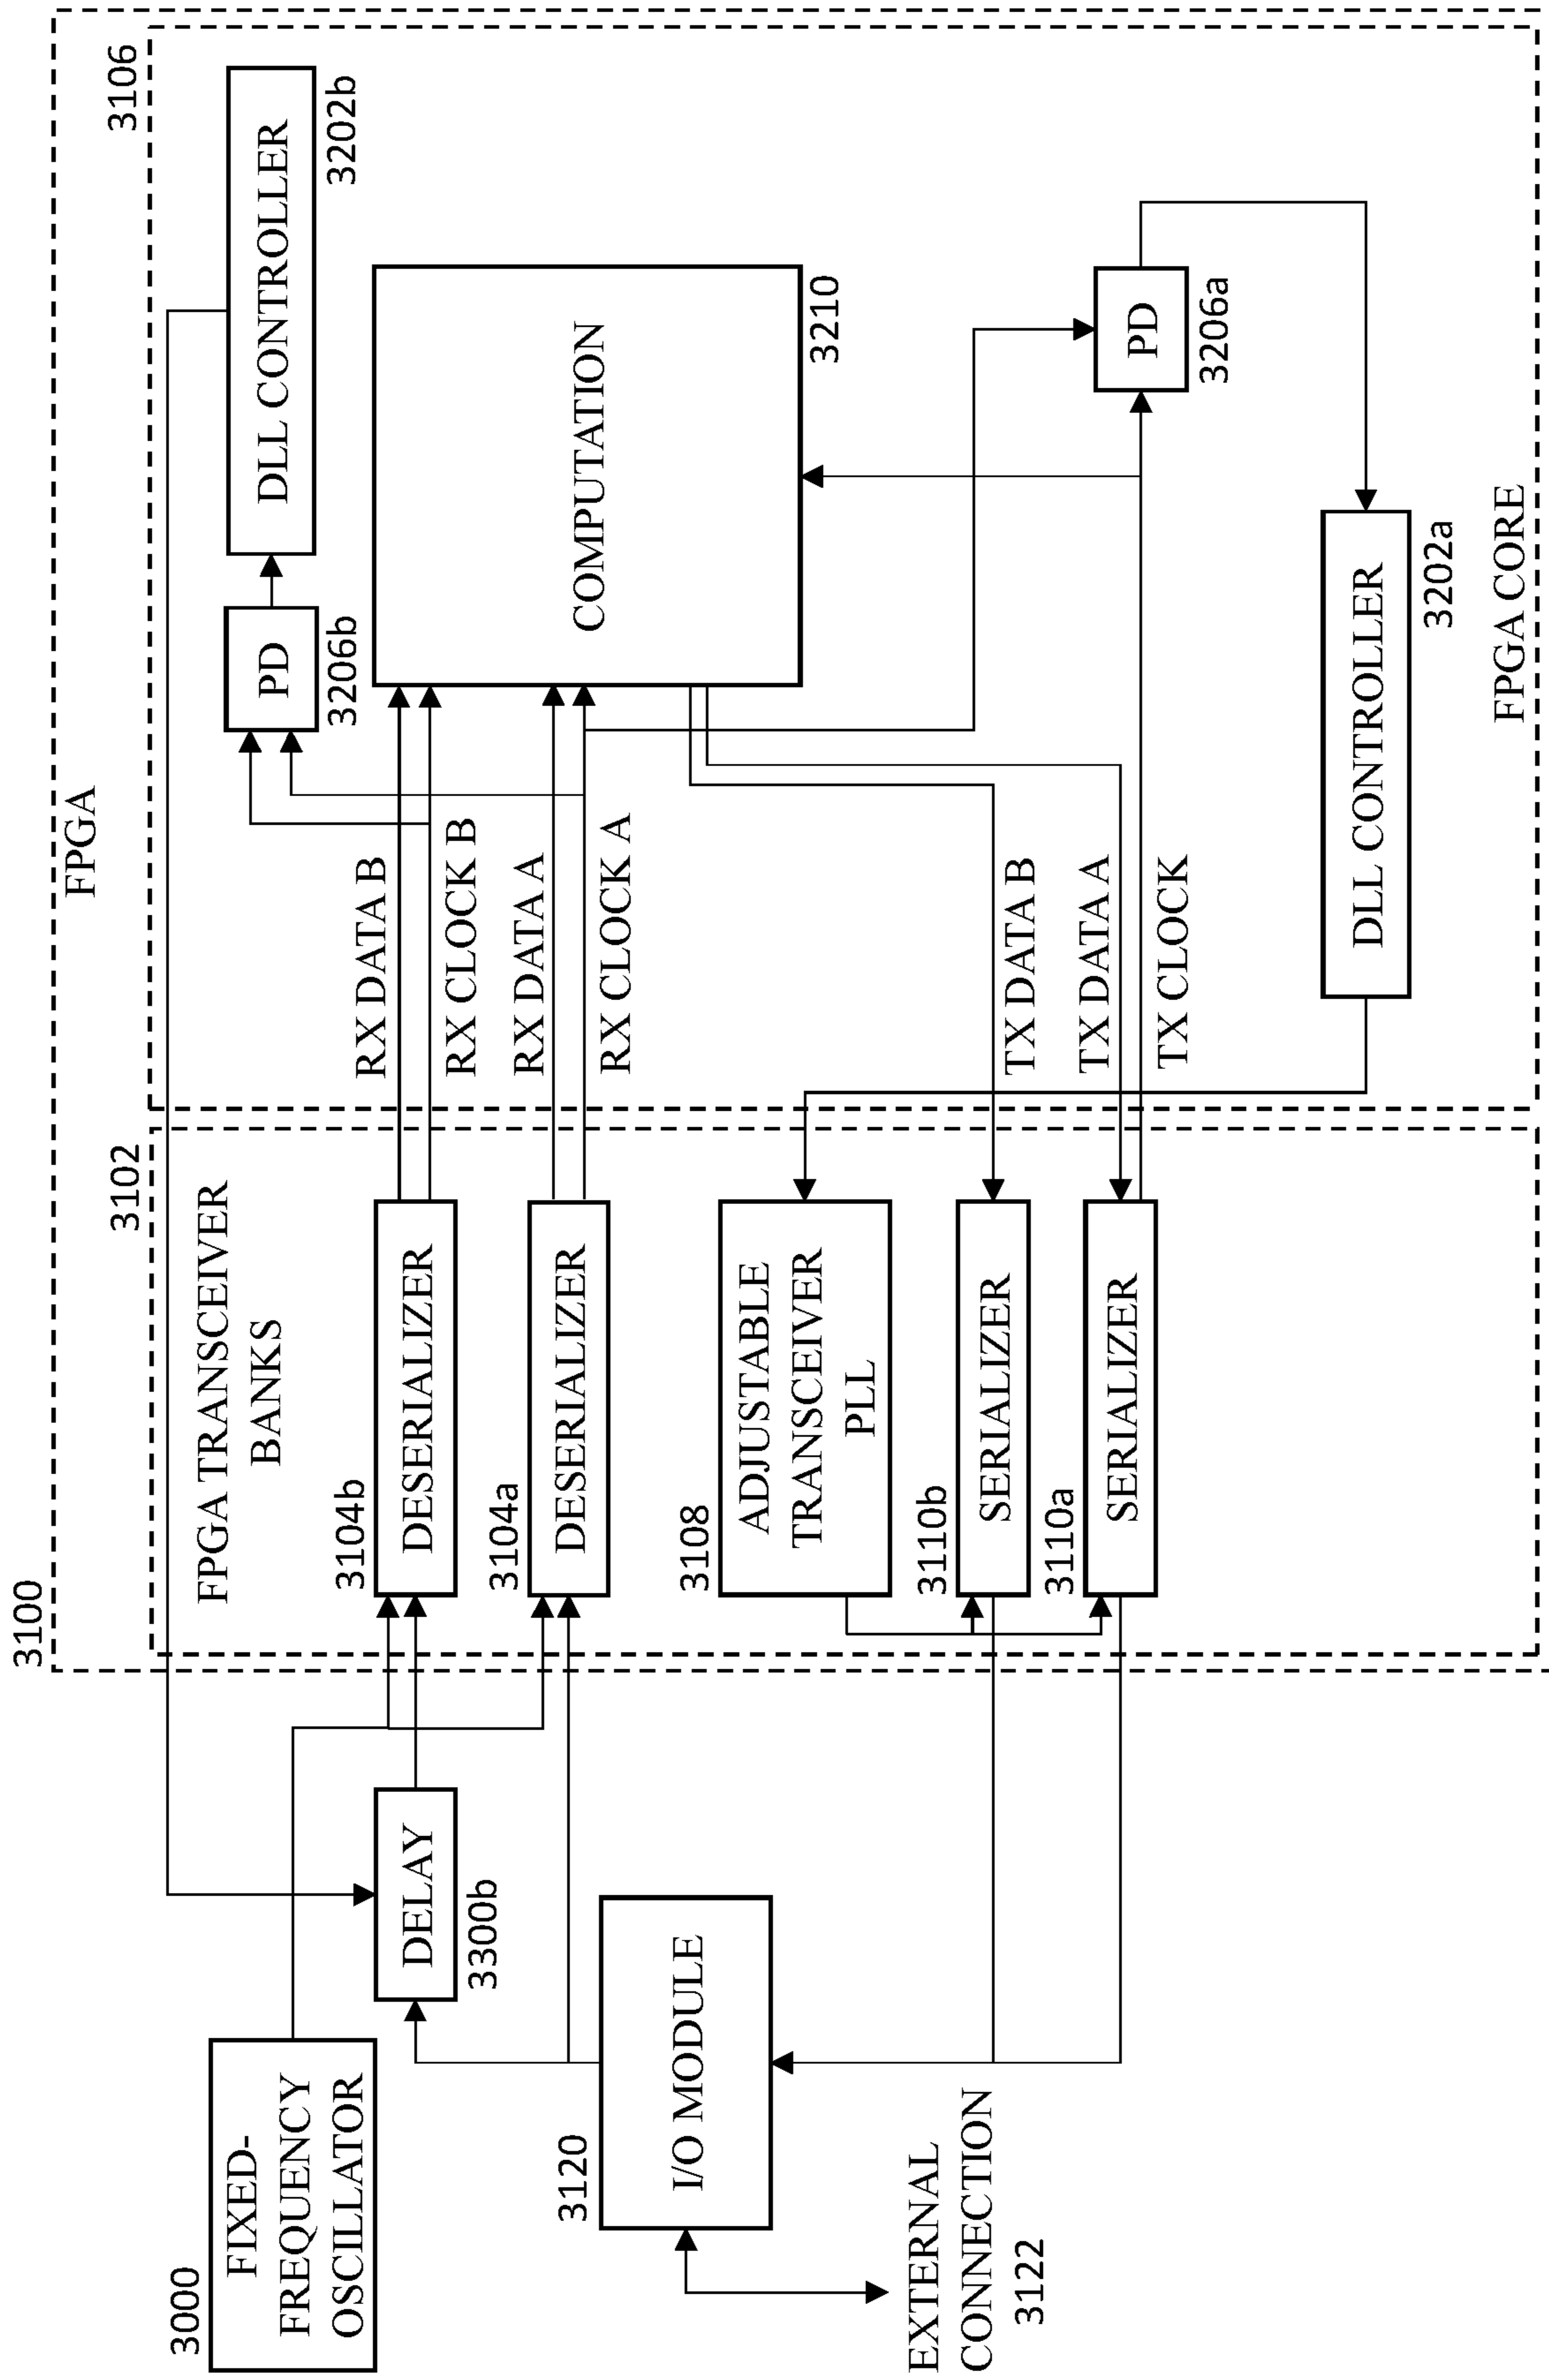 3100
FPGA
3102
3106
FPGA TRANSCEIVER
BANKS
3000
FIXED-
FREQUENCY
OSCILLATOR
DELAY
3300b
3104b
DESERIALIZER
3104a
DESERIALIZER
RX DATA B
RX CLOCK B
RX DATA A
RX CLOCK A
PD
3206b
DLL CONTROLLER
3202b
COMPUTATION
3210
3120
I/O MODULE
EXTERNAL
CONNECTION
3122
3108
ADJUSTABLE
TRANSCEIVER
PLL
3110b
SERIALIZER
3110a
SERIALIZER
TX DATA B
TX DATA A
TX CLOCK
PD
3206a
DLL CONTROLLER
3202a
FPGA CORE